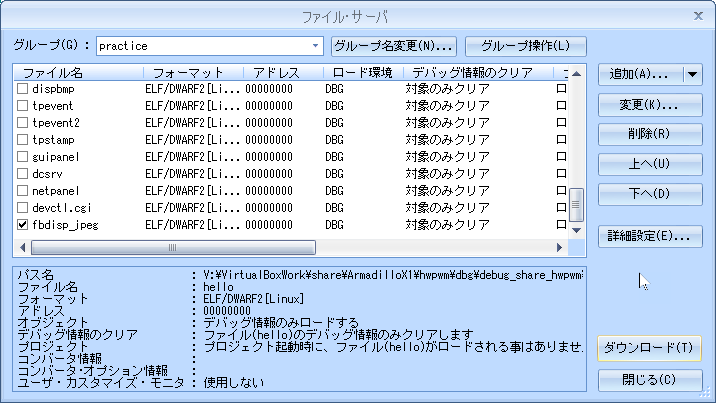 ファイル・サーバ
グループ(G) : practice グループ名変更(N)... グループ操作(L)
ファイル名 フォーマット アドレス ロード環境 デバッグ情報のクリア
dispbmp ELF/DWARF2[Li... 00000000 DBG 対象のみクリア
tpevent ELF/DWARF2[Li... 00000000 DBG 対象のみクリア
tpevent2 ELF/DWARF2[Li... 00000000 DBG 対象のみクリア
tpstamp ELF/DWARF2[Li... 00000000 DBG 対象のみクリア
guipanel ELF/DWARF2[Li... 00000000 DBG 対象のみクリア
dcsrv ELF/DWARF2[Li... 00000000 DBG 対象のみクリア
netpanel ELF/DWARF2[Li... 00000000 DBG 対象のみクリア
devctl.cgi ELF/DWARF2[Li... 00000000 DBG 対象のみクリア
fbdisp_jpeg ELF/DWARF2[Li... 00000000 DBG 対象のみクリア
追加(A)...
変更(K)...
削除(R)
上へ(U)
下へ(D)
詳細設定(E)...
パス名 : V:¥VirtualBoxWork¥share¥ArmadilloX1¥hwpwm¥dbg¥debug_share_hwpwm
ファイル名 : hello
フォーマット : ELF/DWARF2[Linux]
アドレス : 00000000
オブジェクト : デバッグ情報のみロードする
デバッグ情報のクリア : ファイル(hello)のデバッグ情報のみクリアします
プロジェクト : プロジェクト起動時に、ファイル(hello)がロードされる事はありませ.
コンバータ情報 :
コンバータ・オプション情報 :
ユーザ・カスタマイズ・モニタ : 使用しない
ダウンロード(T)
閉じる(C)